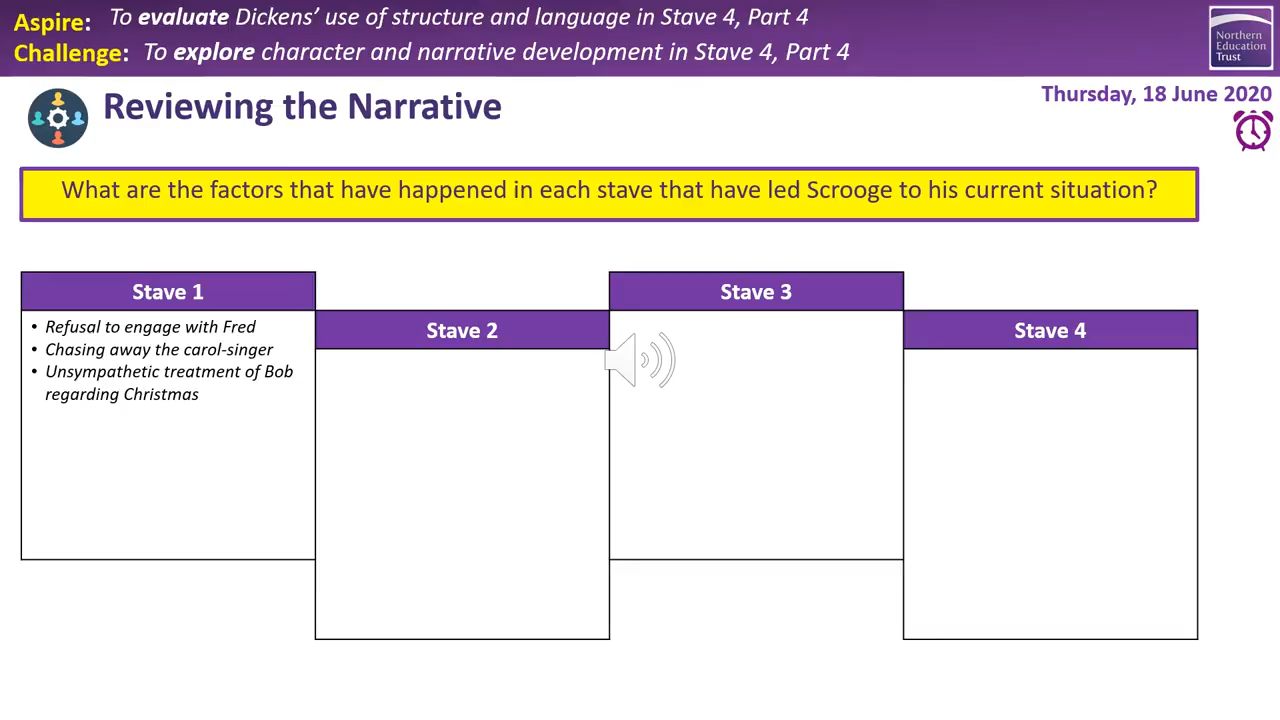 Aspire: To evaluate Dickens’ use of structure and language in Stave 4, Part 4
Challenge: To explore character and narrative development in Stave 4, Part 4
Northern
Education
Trust
Reviewing the Narrative
Thursday, 18 June 2020
What are the factors that have happened in each stave that have led Scrooge to his current situation?
Stave 1
• Refusal to engage with Fred
• Chasing away the carol-singer
• Unsympathetic treatment of Bob
regarding Christmas
Stave 2
Stave 3
Stave 4